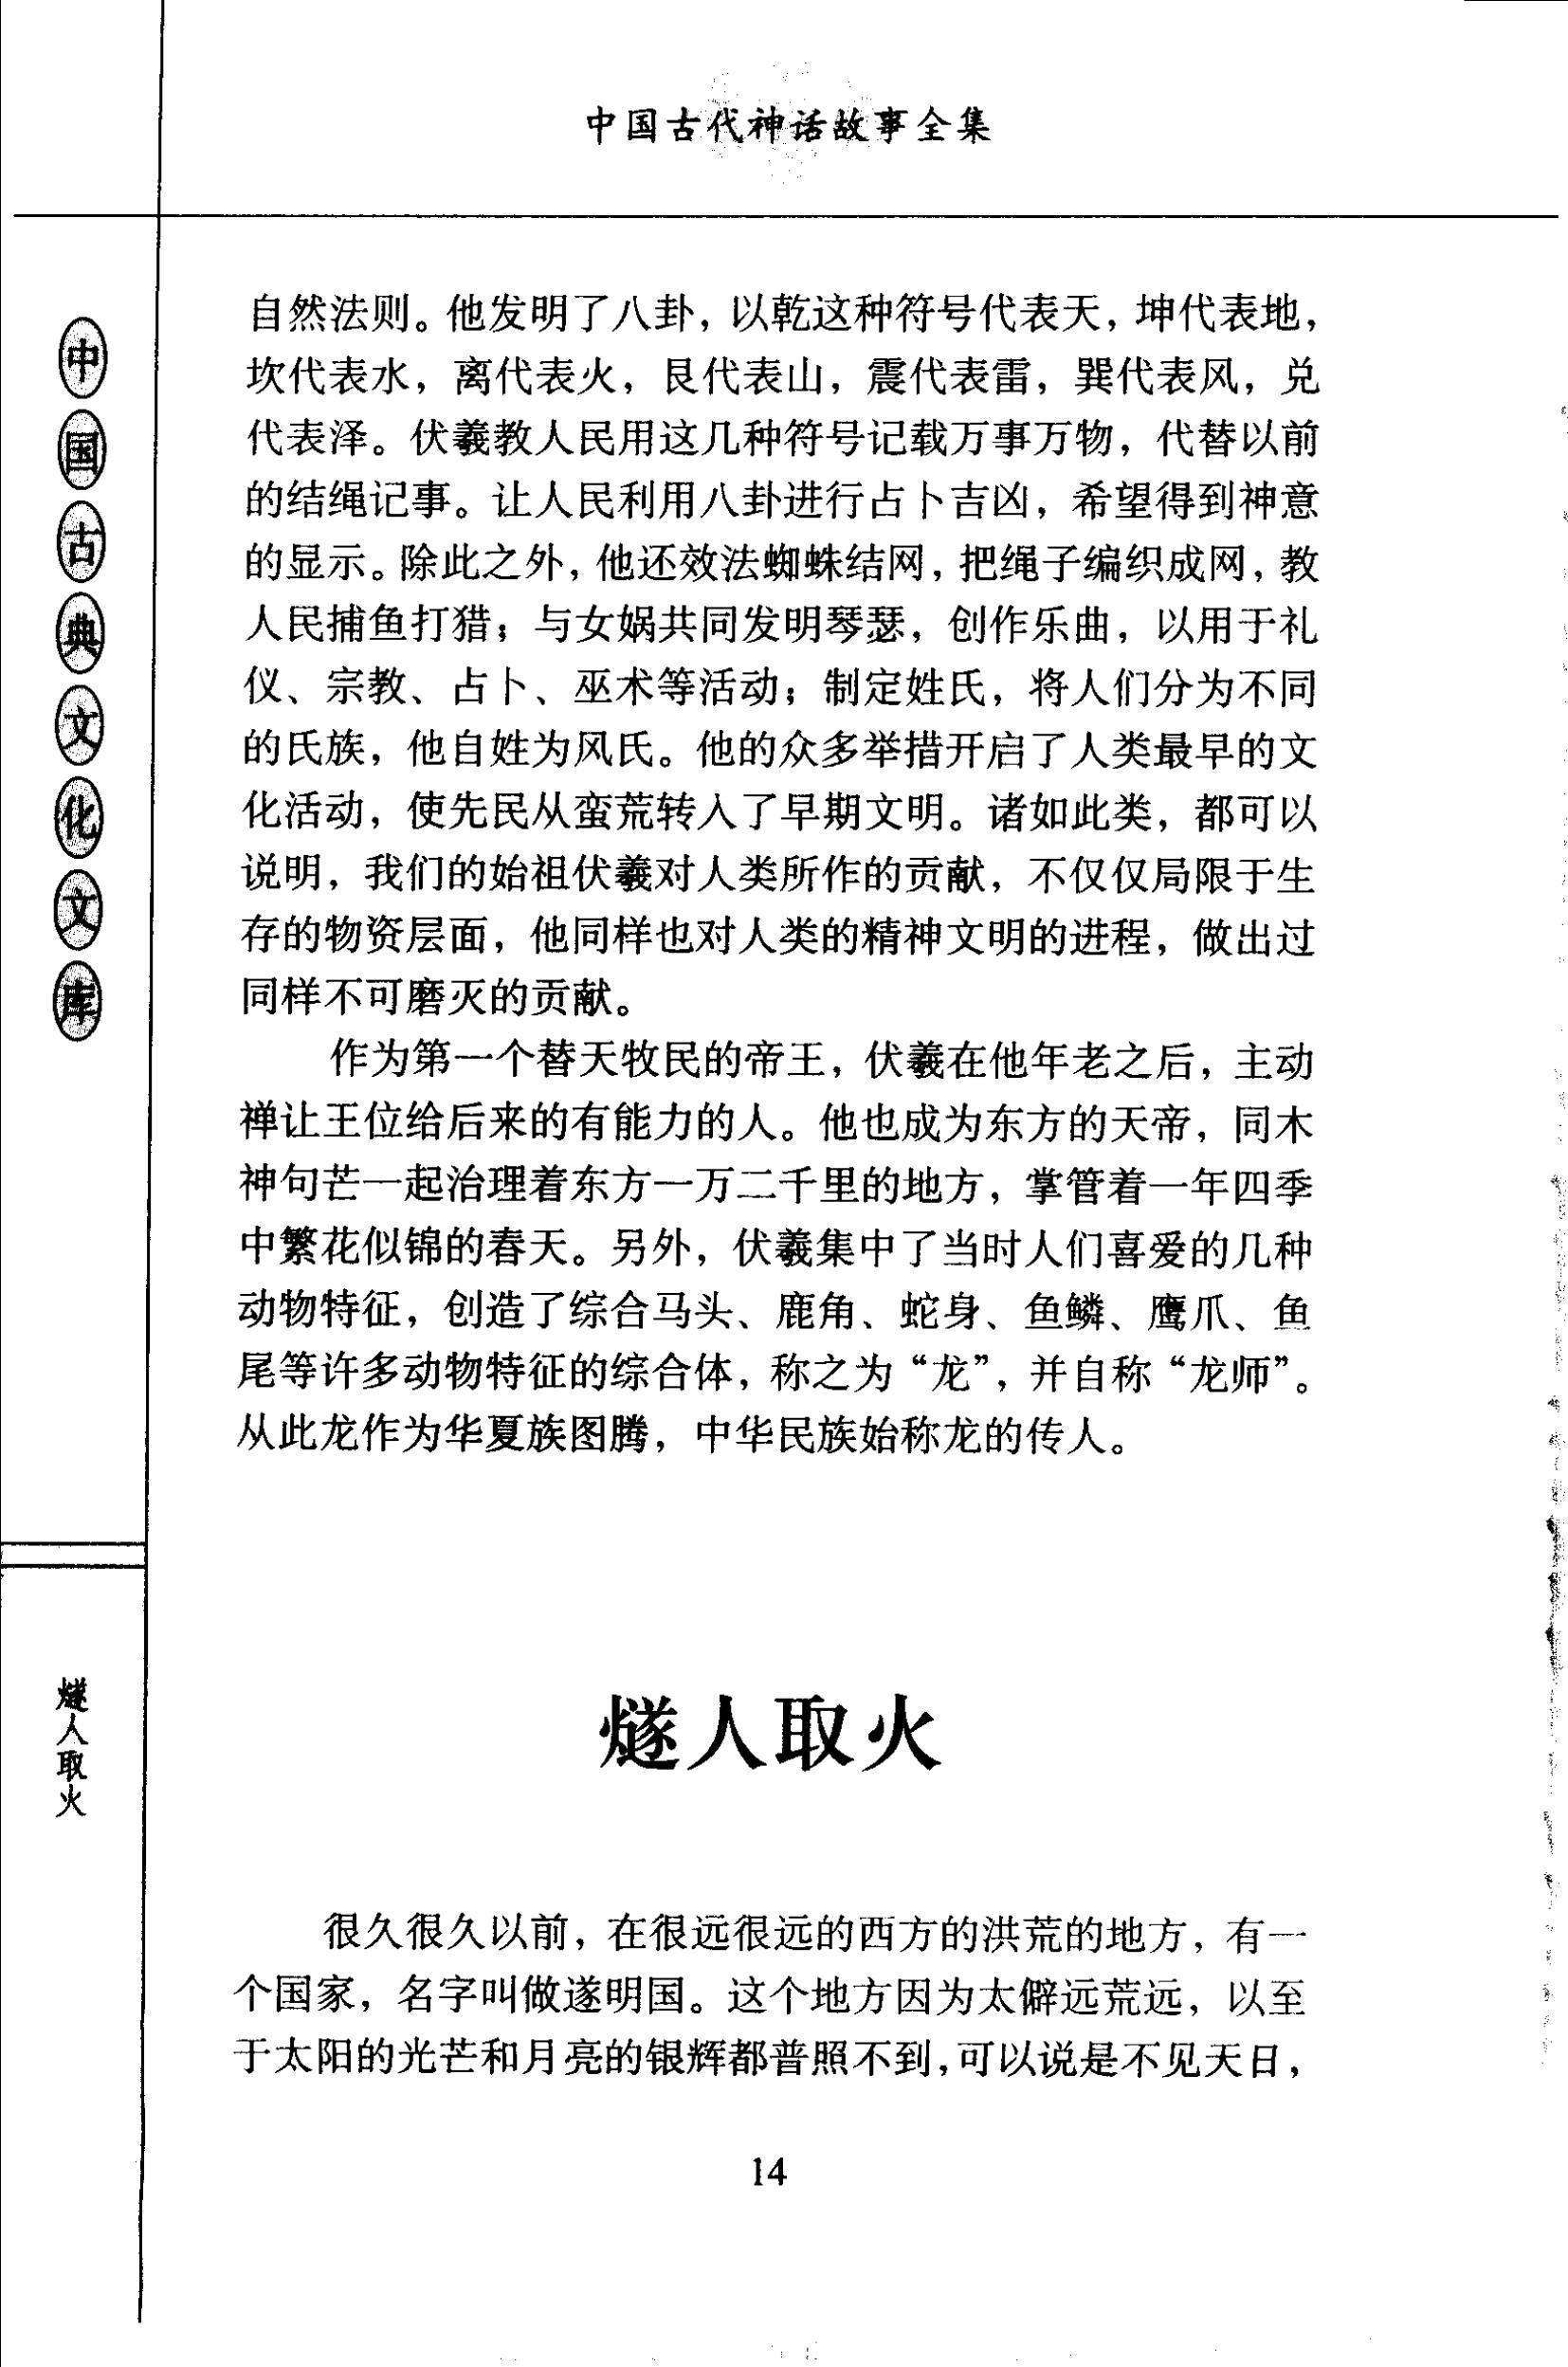 中国古代神话故事全集
中国古典文化文库
自然法则。他发明了八卦，以乾这种符号代表天，坤代表地，
坎代表水，离代表火，艮代表山，震代表雷，巽代表风，兑
代表泽。伏羲教人民用这几种符号记载万事万物，代替以前
的结绳记事。让人民利用八卦进行占卜吉凶，希望得到神意
的显示。除此之外，他还效法蜘蛛结网，把绳子编织成网，教
人民捕鱼打猎；与女娲共同发明琴瑟，创作乐曲，以用于礼
仪、宗教、占卜、巫术等活动；制定姓氏，将人们分为不同
的氏族，他自姓为风氏。他的众多举措开启了人类最早的文
化活动，使先民从蛮荒转入了早期文明。诸如此类，都可以
说明，我们的始祖伏羲对人类所作的贡献，不仅仅局限于生
存的物资层面，他同样也对人类的精神文明的进程，做出过
同样不可磨灭的贡献。
作为第一个替天牧民的帝王，伏羲在他年老之后，主动
禅让王位给后来的有能力的人。他也成为东方的天帝，同木
神句芒一起治理着东方一万二千里的地方，掌管着一年四季
中繁花似锦的春天。另外，伏羲集中了当时人们喜爱的几种
动物特征，创造了综合马头、鹿角、蛇身、鱼鳞、鹰爪、鱼
尾等许多动物特征的综合体，称之为“龙”，并自称“龙师”。
从此龙作为华夏族图腾，中华民族始称龙的传人。
燧人取火
燧人取火
很久很久以前，在很远很远的西方的洪荒的地方，有一
个国家，名字叫做遂明国。这个地方因为太僻远荒远，以至
于太阳的光芒和月亮的银辉都普照不到，可以说是不见天日，
14